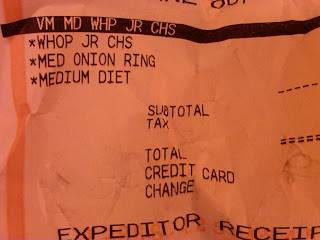 VM MD WHP JR CHS
*WHOP JR CHS
*MED ONION RING
*MEDIUM DIET
SUBTOTAL
TAX
TOTAL
CREDIT CARD
CHANGE
EXPEDITOR